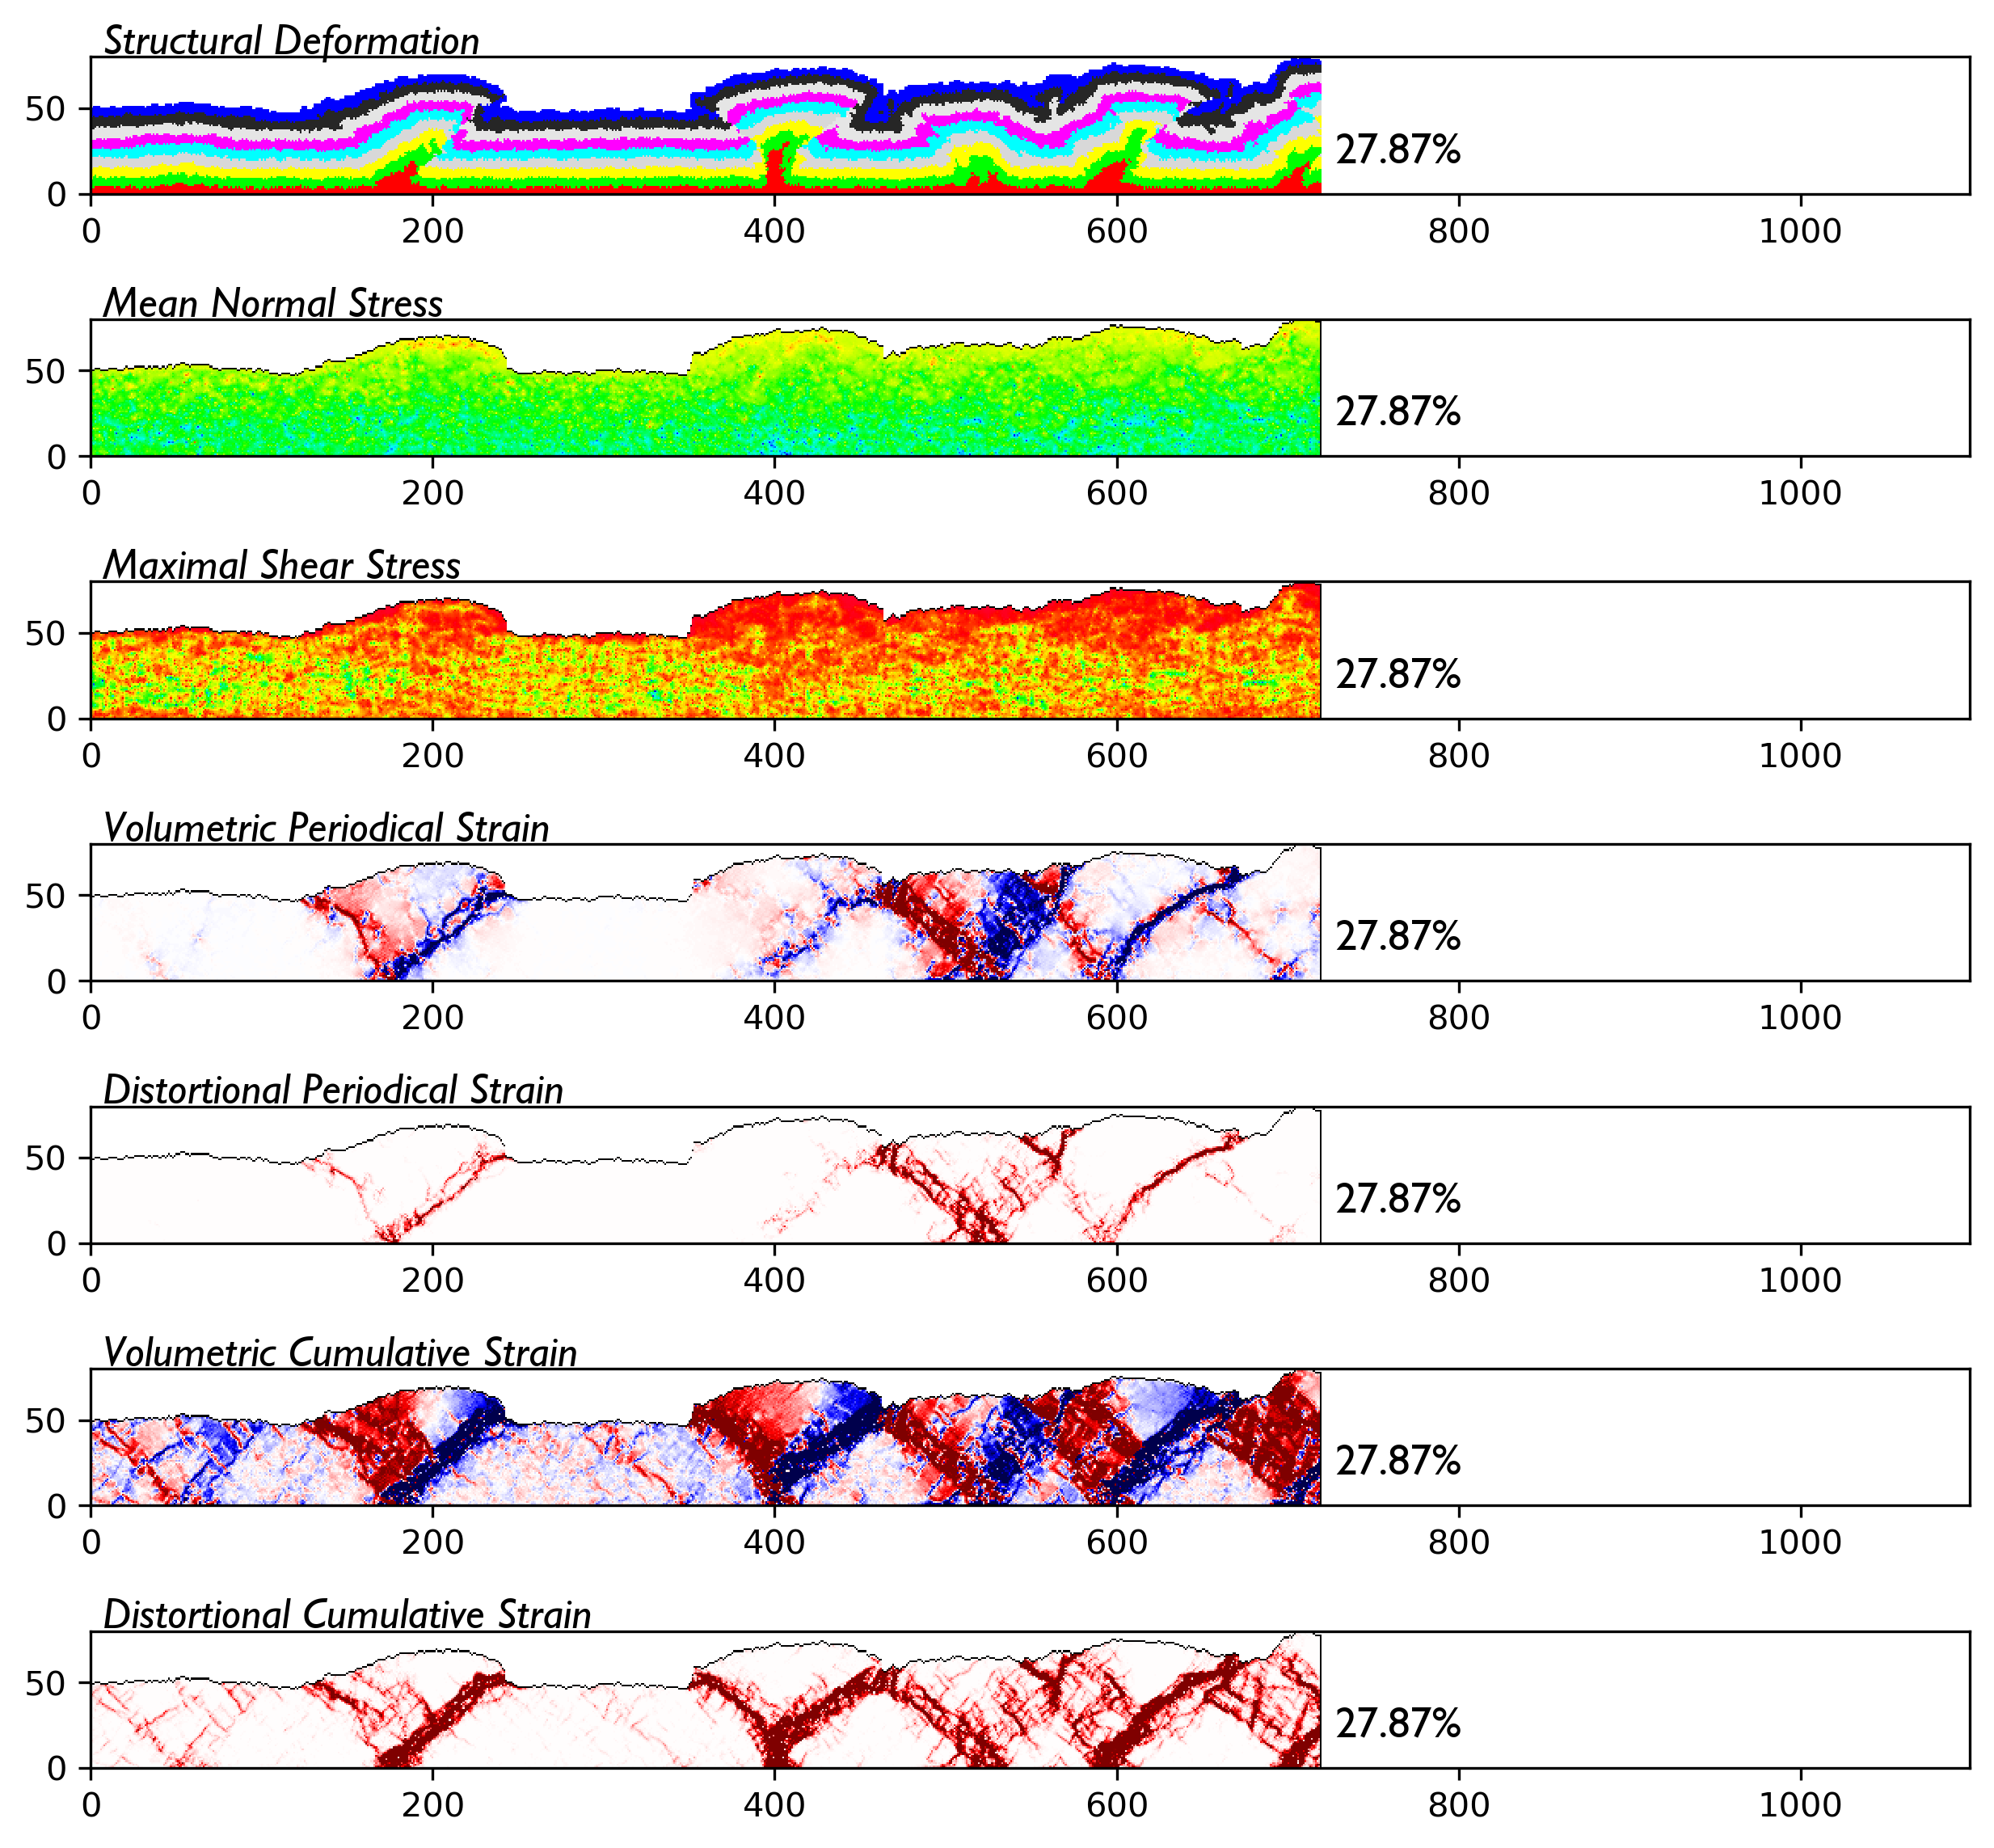 Structural Deformation
50
27.87%
0
0 200 400 600 800 1000
Mean Normal Stress
50
27.87%
0
0 200 400 600 800 1000
Maximal Shear Stress
50
27.87%
0
0 200 400 600 800 1000
Volumetric Periodical Strain
50
27.87%
0
0 200 400 600 800 1000
Distortional Periodical Strain
50
27.87%
0
0 200 400 600 800 1000
Volumetric Cumulative Strain
50
27.87%
0
0 200 400 600 800 1000
Distortional Cumulative Strain
50
27.87%
0
0 200 400 600 800 1000